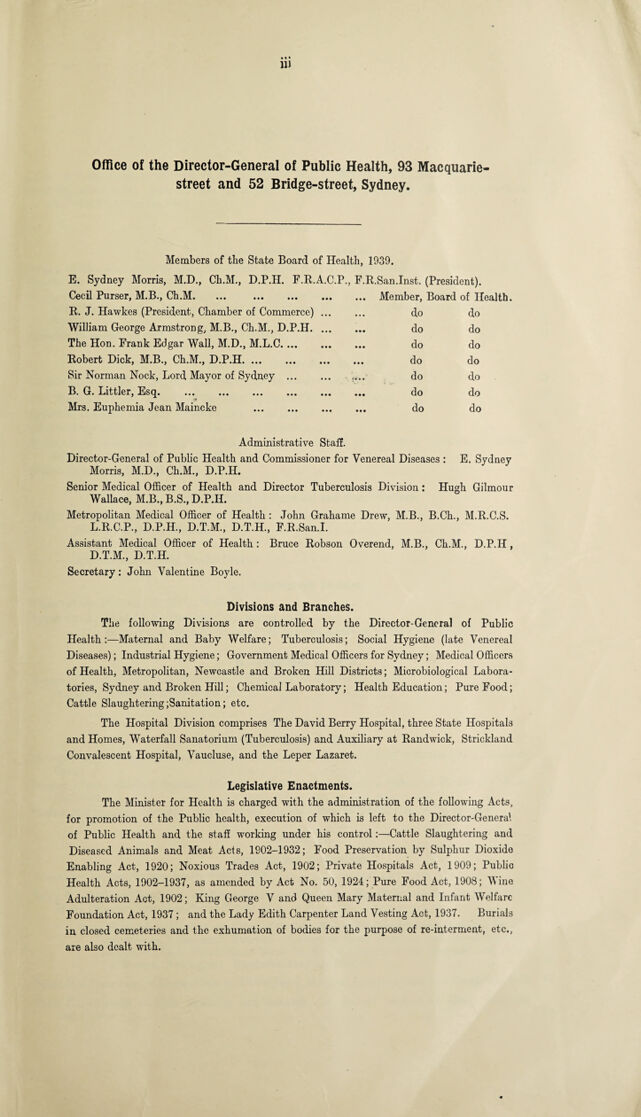 iii
Office of the Director-General of Public Health, 93 Macquarie-
street and 52 Bridge-street, Sydney.
Members of the State Board of Health, 1939.
E. Sydney Morris, M.D., Ch.M., D.P.H. F.R.A.C.P., F.R.San.Inst. (President).
Cecil Purser, M.B., Ch.M. ... ... ... ... ... Member, Board of Health.
R. J. Hawkes (President, Chamber of Commerce) ... ... do do
William George Armstrong, M.B., Ch.M., D.P.H. ... ... do do
The Hon. Frank Edgar Wall, M.D., M.L.C. ... ... ... do do
Robert Dick, M.B., Ch.M., D.P.H. ... ... ... ... do do
Sir Norman Nock, Lord Mayor of Sydney ... ... ... do do
B. G. Littler, Esq. ... ... ... ... ... ... do do
Mrs. Euphemia Jean Maincke ... ... ... ... do do
Administrative Staff.
Director-General of Public Health and Commissioner for Venereal Diseases : E. Sydney
Morris, M.D., Ch.M., D.P.H.
Senior Medical Officer of Health and Director Tuberculosis Division : Hugh Gilmour
Wallace, M.B., B.S., D.P.H.
Metropolitan Medical Officer of Health : John Grahame Drew, M.B., B.Ch., M.R.C.S.
L.R.C.P., D.P.H., D.T.M., D.T.H., F.R.San.I.
Assistant Medical Officer of Health : Bruce Robson Overend, M.B., Ch.M., D.P.H,
D.T.M., D.T.H.
Secretary : John Valentine Boyle.
Divisions and Branches.
The following Divisions are controlled by the Director-General of Public
Health :—Maternal and Baby Welfare; Tuberculosis; Social Hygiene (late Venereal
Diseases) ; Industrial Hygiene; Government Medical Officers for Sydney; Medical Officers
of Health, Metropolitan, Newcastle and Broken Hill Districts; Microbiological Labora-
tories, Sydney and Broken Hill; Chemical Laboratory; Health Education; Pure Food;
Cattle Slaughtering ;Sanitation; etc.
The Hospital Division comprises The David Berry Hospital, three State Hospitals
and Homes, Waterfall Sanatorium (Tuberculosis) and Auxiliary at Randwick, Strickland
Convalescent Hospital, Vaucluse, and the Leper Lazaret.
Legislative Enactments.
The Minister for Health is charged with the administration of the following Acts,
for promotion of the Public health, execution of which is left to the Director-General
of Public Health and the staff working under his control :—Cattle Slaughtering and
Diseased Animals and Meat Acts, 1902-1932; Food Preservation by Sulphur Dioxide
Enabling Act, 1920; Noxious Trades Act, 1902; Private Hospitals Act, 1909; Public
Health Acts, 1902-1937, as amended by Act No. 50, 1924; Pure Food Act, 1908; Wine
Adulteration Act, 1902; King George V and Queen Mary Maternal and Infant Welfare
Foundation Act, 1937 ; and the Lady Edith Carpenter Land Vesting Act, 1937. Burials
in closed cemeteries and the exhumation of bodies for the purpose of re-interment, etc.,
are also dealt with.